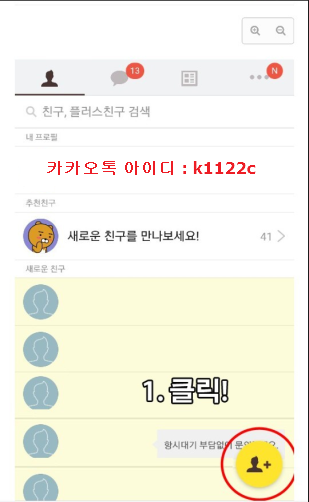 13
N
친구, 플러스친구 검색
내 프로필
카카오톡 아이디 : k1122c
추천친구
새로운 친구를 만나보세요!
41
새로운 친구
1. 클릭!
항시대기 부담없이 문